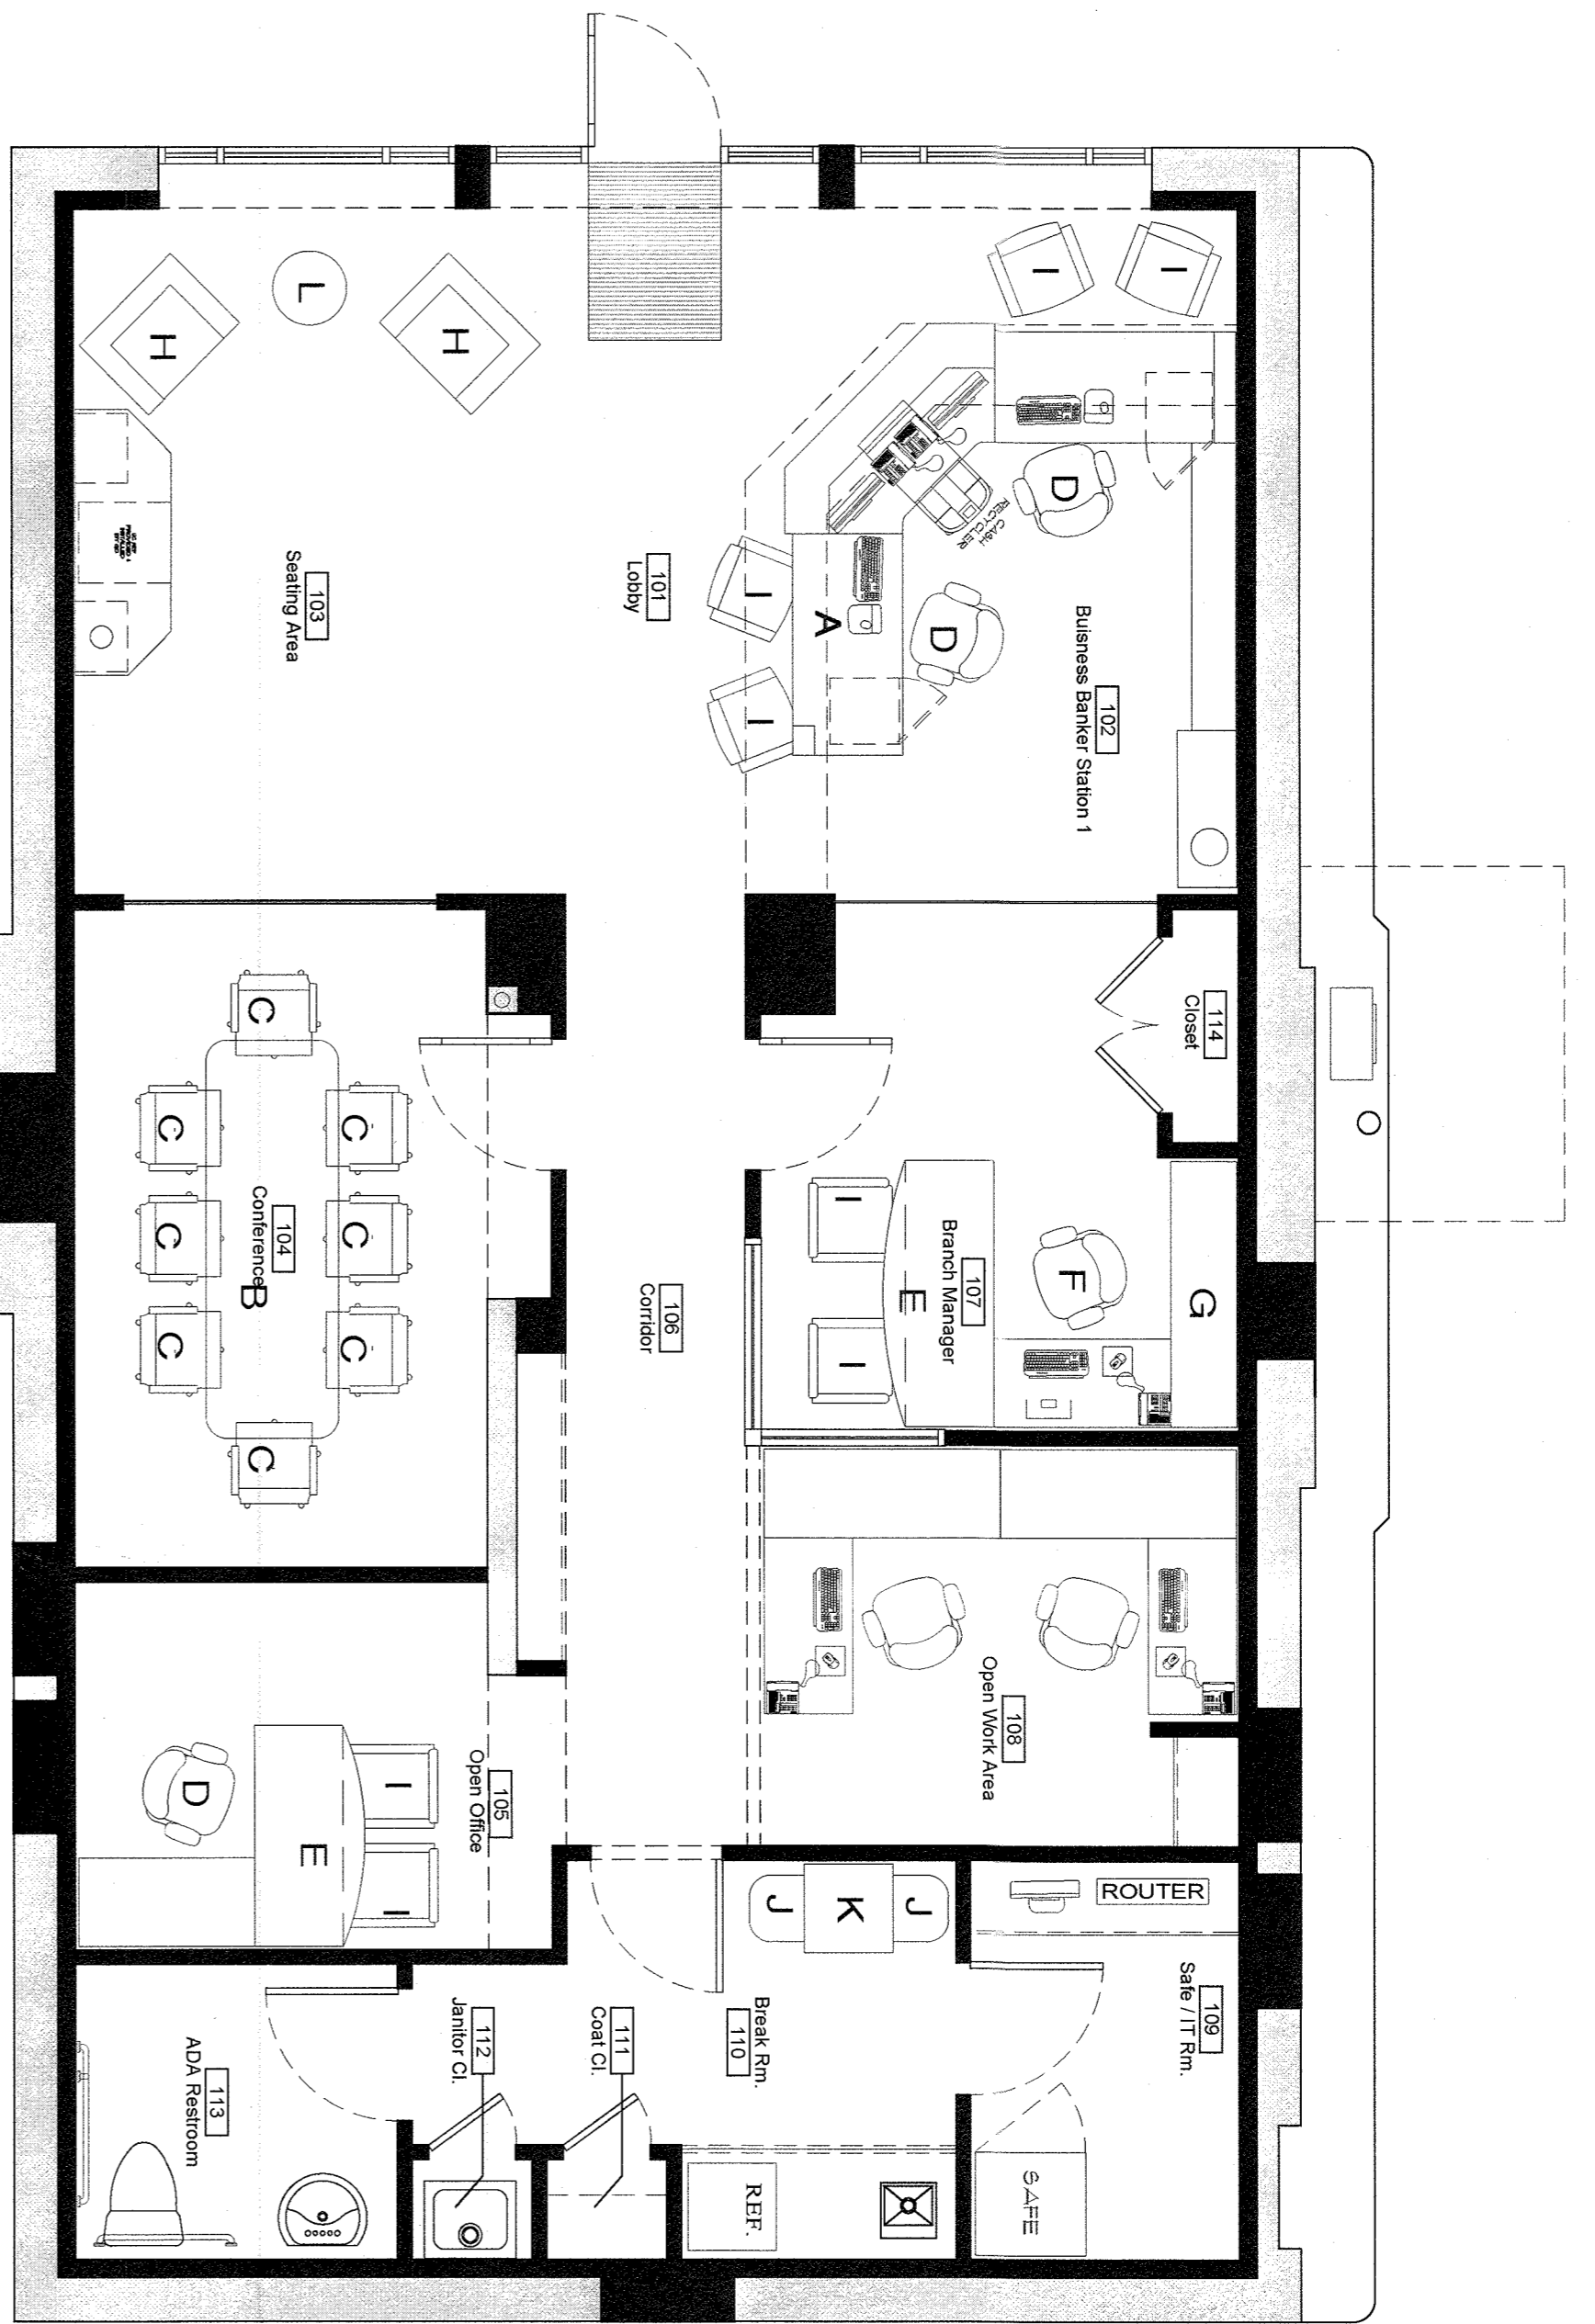 101
Lobby
102
Buisness Banker Station 1
103
Seating Area
104
Conference
105
Open Office
106
Corridor
107
Branch Manager
108
Open Work Area
109
Safe / IT Rm.
Break Rm.
110
111
Coat Cl.
112
Janitor Cl.
113
ADA Restroom
114
Closet
CASH
RECYCLER
ROUTER
SAFE
REF.
A
B
C
C
C
C
C
C
C
C
D
D
D
E
E
F
G
H
H
I
I
I
I
I
I
I
I
J
J
K
L